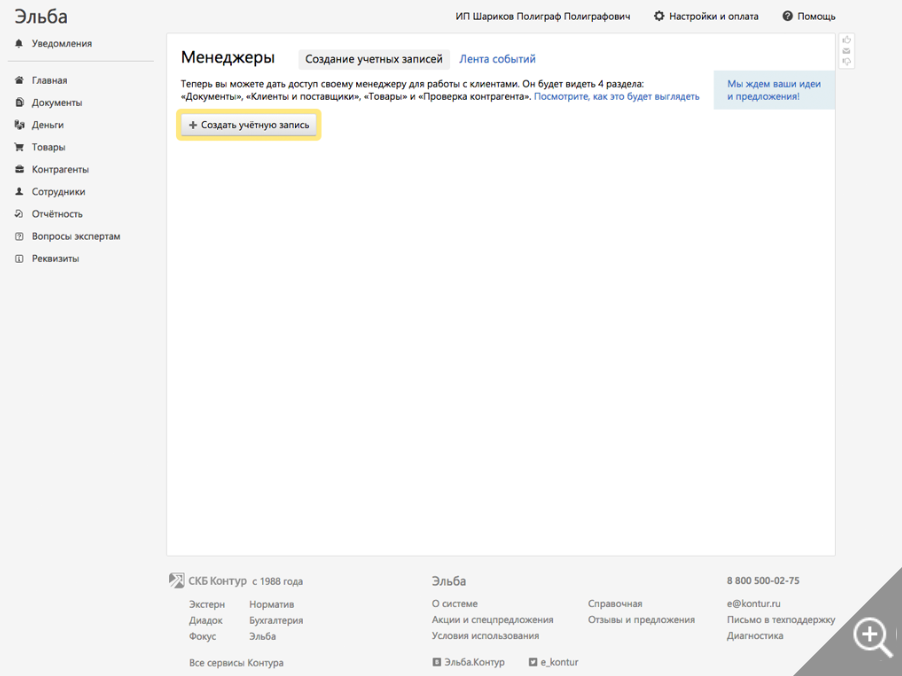 Эльба
ИП Шариков Полиграф Полиграфович
Настройки и оплата
Помощь
Уведомления
Главная
Документы
Деньги
Товары
Контрагенты
Сотрудники
Отчётность
Вопросы экспертам
Реквизиты
Менеджеры
Создание учетных записей
Лента событий
Теперь вы можете дать доступ своему менеджеру для работы с клиентами. Он будет видеть 4 раздела:
«Документы», «Клиенты и поставщики», «Товары» и «Проверка контрагента». Посмотрите, как это будет выглядеть
Мы ждем ваши идеи
и предложения!
+ Создать учётную запись
СКБ Контур с 1988 года
Экстерн
Норматив
Диадок
Бухгалтерия
Фокус
Эльба
Все сервисы Контура
Эльба
О системе
Справочная
Акции и спецпредложения
Отзывы и предложения
Условия использования
Эльба.Контур
e_kontur
8 800 500-02-75
e@kontur.ru
Письмо в техподдержку
Диагностика